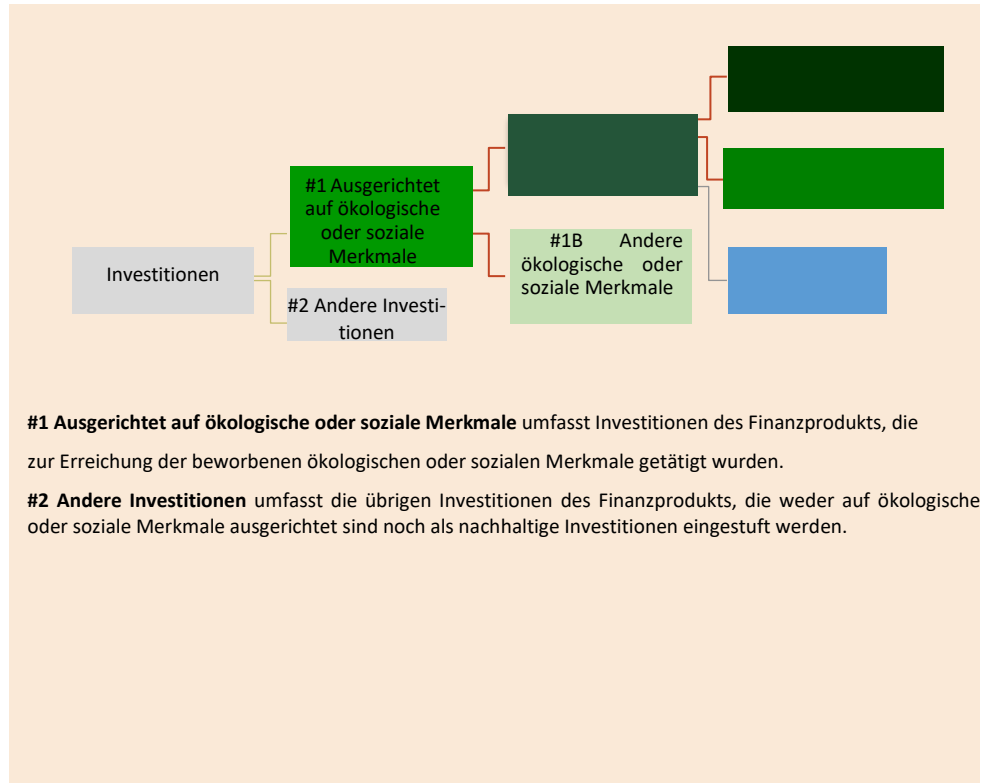 #1 Ausgerichtet
auf ökologische
oder soziale
Merkmale
#1B Andere
ökologische oder
soziale Merkmale
Investitionen
#2 Andere Investi-
tionen
#1 Ausgerichtet auf ökologische oder soziale Merkmale umfasst Investitionen des Finanzprodukts, die
zur Erreichung der beworbenen ökologischen oder sozialen Merkmale getätigt wurden.
#2 Andere Investitionen umfasst die übrigen Investitionen des Finanzprodukts, die weder auf ökologische
oder soziale Merkmale ausgerichtet sind noch als nachhaltige Investitionen eingestuft werden.